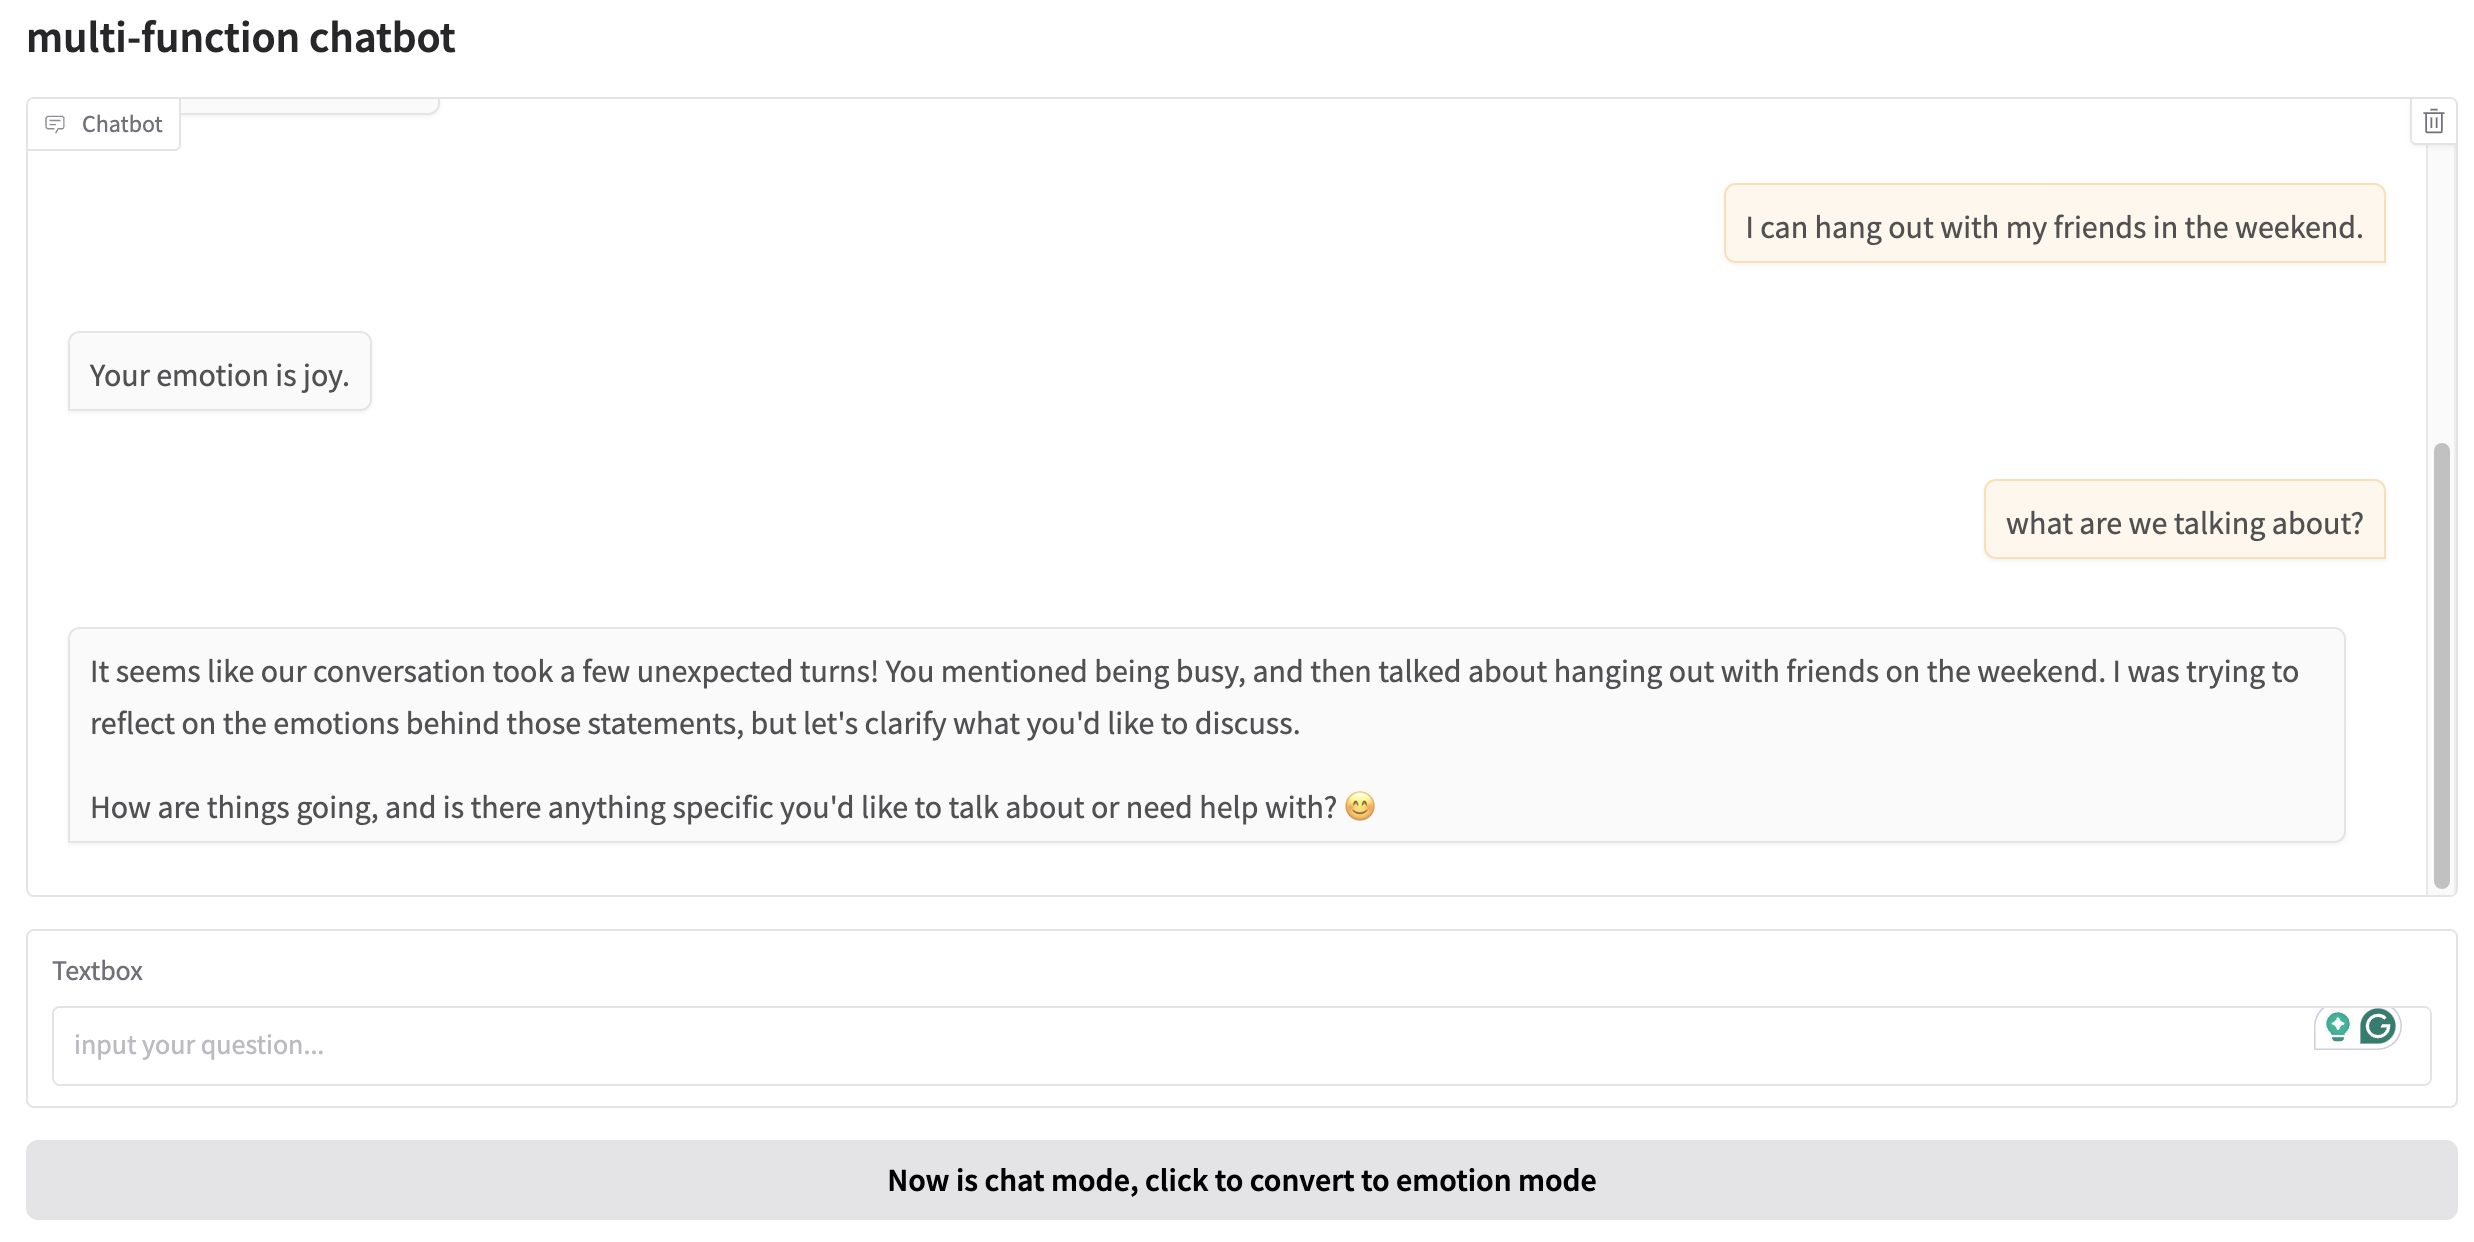 multi-function chatbot
Chatbot
I can hang out with my friends in the weekend.
Your emotion is joy.
what are we talking about?
It seems like our conversation took a few unexpected turns! You mentioned being busy, and then talked about hanging out with friends on the weekend. I was trying to
reflect on the emotions behind those statements, but let's clarify what you'd like to discuss.
How are things going, and is there anything specific you'd like to talk about or need help with? 😊
Textbox
input your question...
Now is chat mode, click to convert to emotion mode